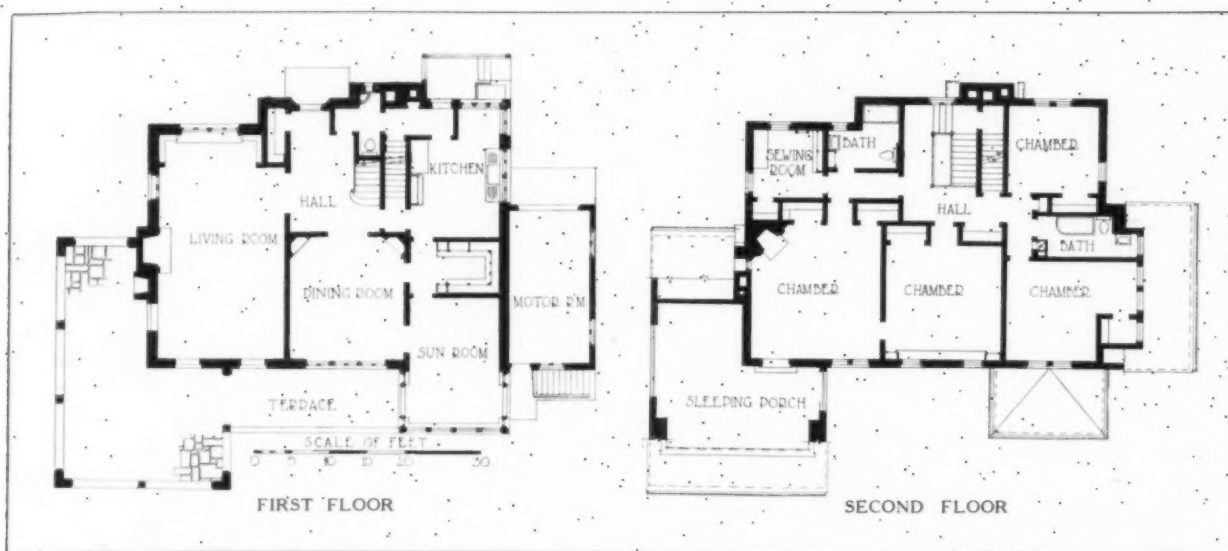 KITCHEN
HALL
LIVING ROOM
DINING ROOM
MOTOR R'M
SUN ROOM
TERRACE
SCALE OF FEET
0 5 10 15 20 30
FIRST FLOOR
SEWING
ROOM
BATH
CHAMBER
HALL
BATH
CHAMBER
CHAMBER
CHAMBER
SLEEPING PORCH
SECOND FLOOR